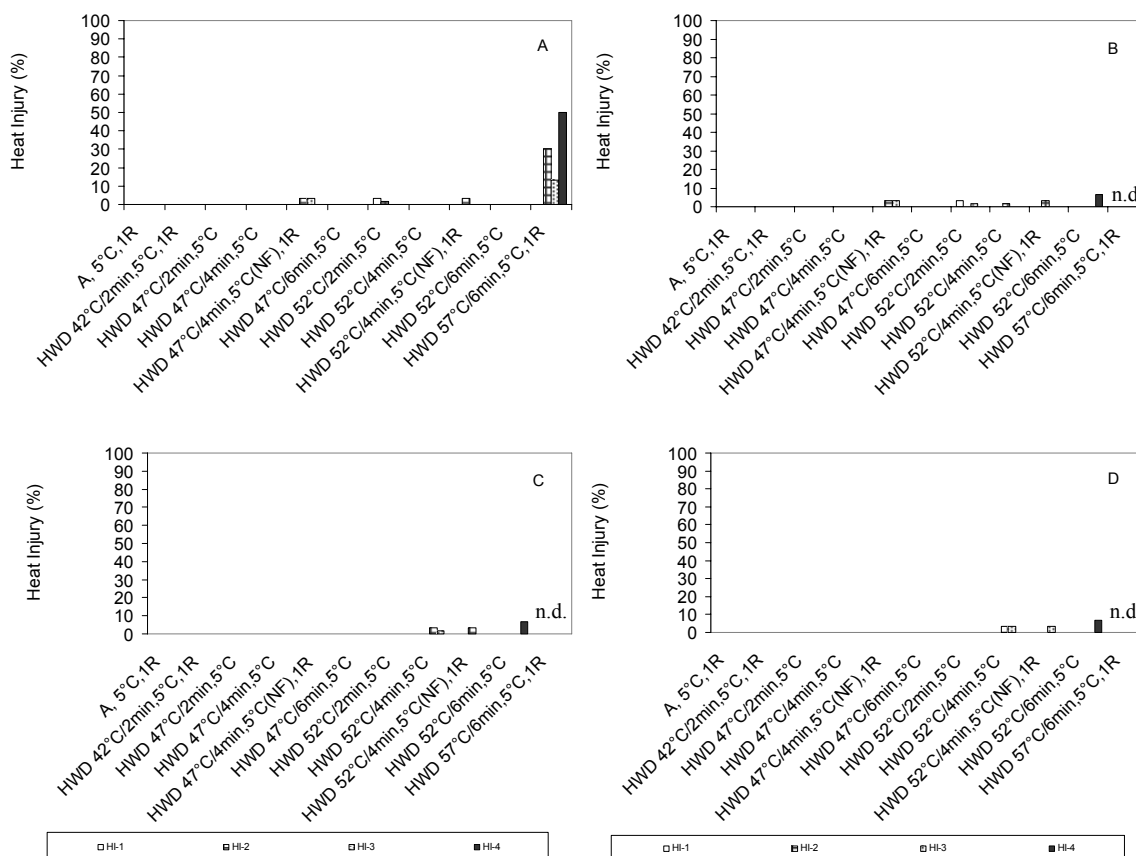 A
Heat Injury (%)
100
90
80
70
60
50
40
30
20
10
0
A, 5°C,1R
HWD 42°C/2min,5°C,1R
HWD 47°C/2min,5°C
HWD 47°C/4min,5°C
HWD 47°C/4min,5°C(NF),1R
HWD 47°C/6min,5°C
HWD 52°C/2min,5°C
HWD 52°C/4min,5°C
HWD 52°C/4min,5°C(NF),1R
HWD 52°C/6min,5°C
HWD 57°C/6min,5°C,1R
B
Heat Injury (%)
100
90
80
70
60
50
40
30
20
10
0
n.d
A, 5°C,1R
HWD 42°C/2min,5°C,1R
HWD 47°C/2min,5°C
HWD 47°C/4min,5°C
HWD 47°C/4min,5°C(NF),1R
HWD 47°C/6min,5°C
HWD 52°C/2min,5°C
HWD 52°C/4min,5°C
HWD 52°C/4min,5°C(NF),1R
HWD 52°C/6min,5°C
HWD 57°C/6min,5°C,1R
C
Heat Injury (%)
100
90
80
70
60
50
40
30
20
10
0
n.d.
A, 5°C,1R
HWD 42°C/2min,5°C,1R
HWD 47°C/2min,5°C
HWD 47°C/4min,5°C
HWD 47°C/4min,5°C(NF),1R
HWD 47°C/6min,5°C
HWD 52°C/2min,5°C
HWD 52°C/4min,5°C
HWD 52°C/4min,5°C(NF),1R
HWD 52°C/6min,5°C
HWD 57°C/6min,5°C,1R
HI-1 HI-2 HI-3 HI-4
D
Heat Injury (%)
100
90
80
70
60
50
40
30
20
10
0
n.d
A, 5°C,1R
HWD 42°C/2min,5°C,1R
HWD 47°C/2min,5°C
HWD 47°C/4min,5°C
HWD 47°C/4min,5°C(NF),1R
HWD 47°C/6min,5°C
HWD 52°C/2min,5°C
HWD 52°C/4min,5°C
HWD 52°C/4min,5°C(NF),1R
HWD 52°C/6min,5°C
HWD 57°C/6min,5°C,1R
HI-1 HI-2 HI-3 HI-4